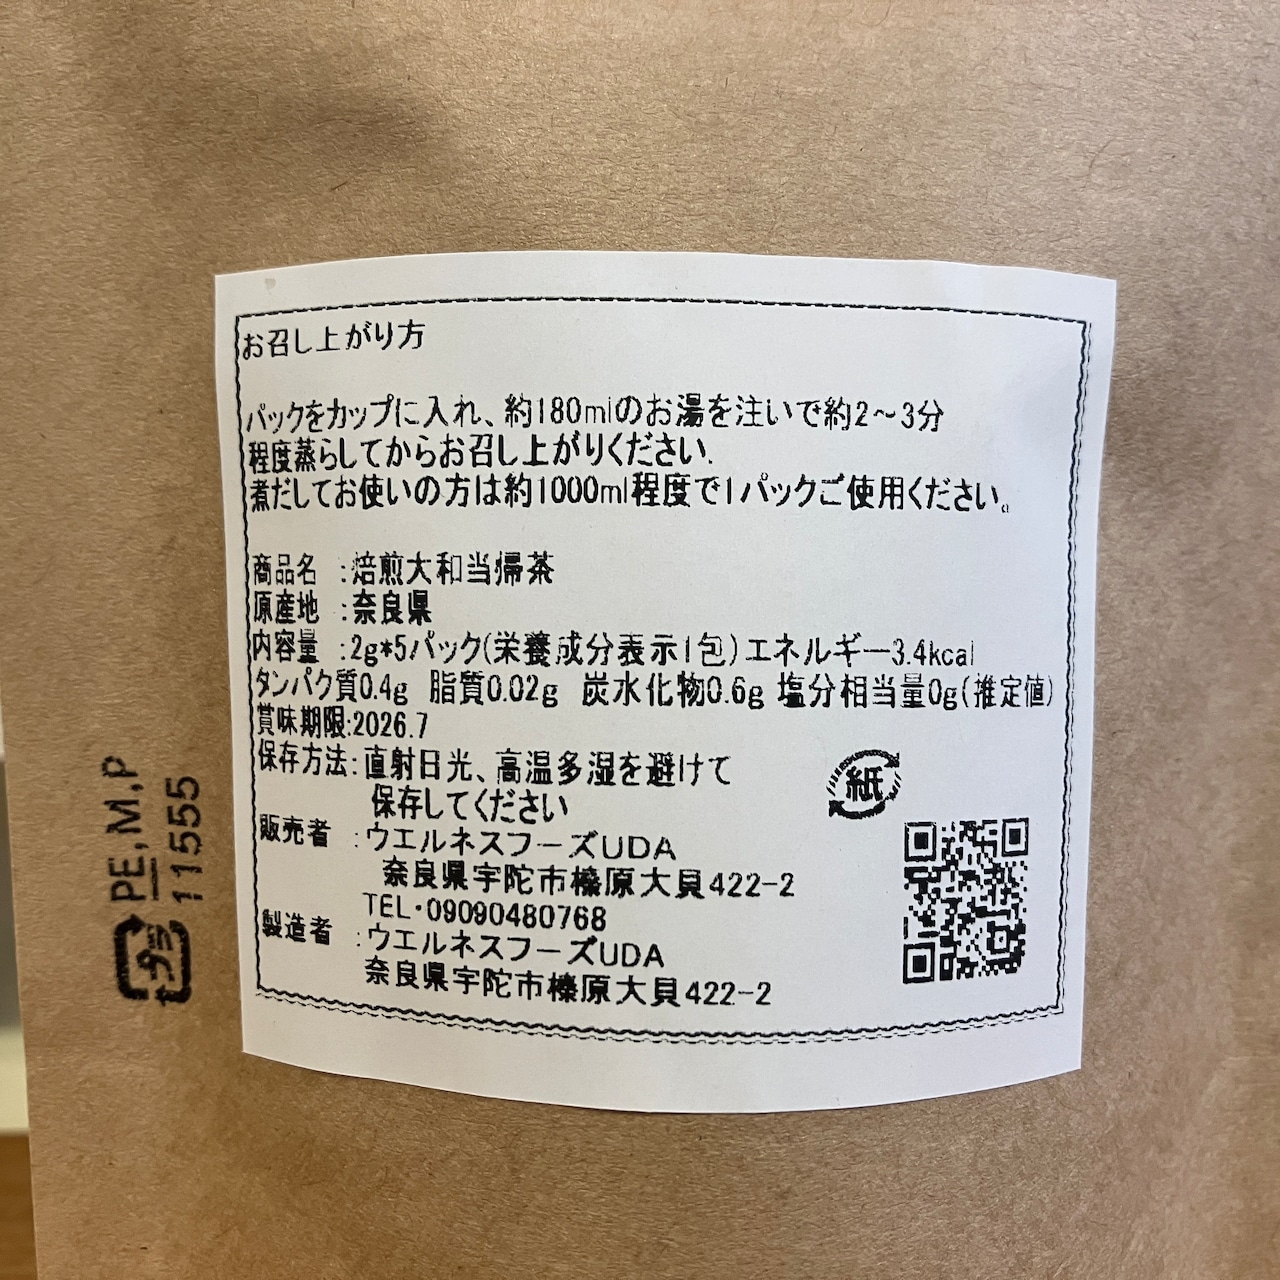 お召し上がり方
パックをカップに入れ、約180mlのお湯を注いで約2～3分
程度蒸らしてからお召し上がりください.
煮だしてお使いの方は約1000ml程度で1パックご使用ください。
商品名 :焙煎大和当帰茶
原産地 :奈良県
内容量 :2g*5パック(栄養成分表示1包)エネルギー3.4kcal
タンパク質0.4g 脂質0.02g 炭水化物0.6g 塩分相当量0g(推定値)
賞味期限:2026.7
保存方法:直射日光、高温多湿を避けて
保存してください
販売者 :ウエルネスフーズUDA
奈良県宇陀市榛原大貝422-2
TEL・09090480768
製造者 :ウエルネスフーズUDA
奈良県宇陀市榛原大貝422-2
紙
プラ PE,M,P
11555